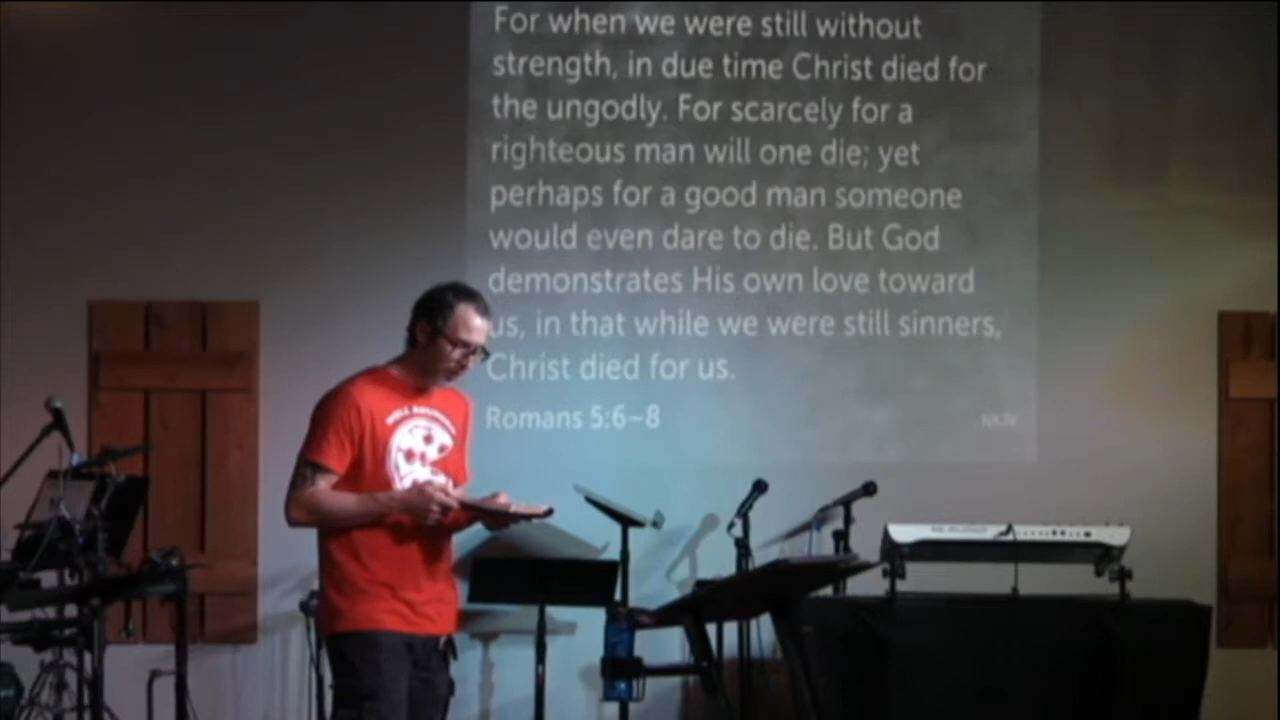 For when we were still without
strength, in due time Christ died for
the ungodly. For scarcely for a
righteous man will one die; yet
perhaps for a good man someone
would even dare to die. But God
demonstrates His own love toward
us, in that while we were still sinners,
Christ died for us.
Romans 5:6–8
NKJV